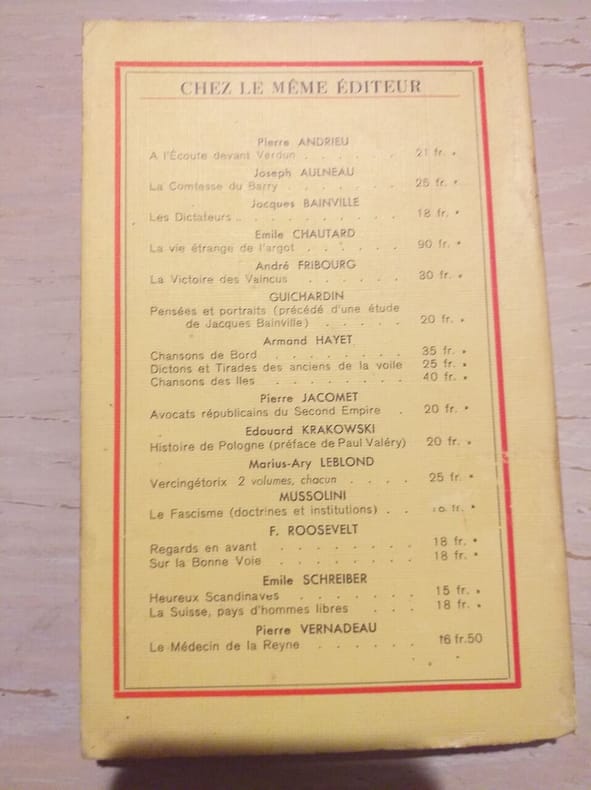 CHEZ LE MÊME ÉDITEUR
Pierre ANDRIEU
A l'Écoute devant Verdun . . . . . . 21 fr. »
Joseph AULNEAU
La Comtesse du Barry . . . . . . . 25 fr. »
Jacques BAINVILLE
Les Dictateurs . . . . . . . . . . 18 fr. »
Emile CHAUTARD
La vie étrange de l'argot . . . . . . 90 fr. »
André FRIBOURG
La Victoire des Vaincus . . . . . . 30 fr. »
GUICHARDIN
Pensées et portraits (précédé d'une étude
de Jacques Bainville) . . . . . 20 fr. »
Armand HAYET
Chansons de Bord . . . . . . . . 35 fr. »
Dictons et Tirades des anciens de la voile 25 fr. »
Chansons des Iles . . . . . . . . 40 fr. »
Pierre JACOMET
Avocats républicains du Second Empire . 20 fr. »
Edouard KRAKOWSKI
Histoire de Pologne (préface de Paul Valéry) 20 fr. »
Marius-Ary LEBLOND
Vercingétorix 2 volumes, chacun . . . . 25 fr. »
MUSSOLINI
Le Fascisme (doctrines et institutions) . . fr. »
F. ROOSEVELT
Regards en avant . . . . . . . . 18 fr. »
Sur la Bonne Voie . . . . . . . . 18 fr. »
Emile SCHREIBER
Heureux Scandinaves . . . . . . . 15 fr. »
La Suisse, pays d'hommes libres . . . 18 fr. »
Pierre VERNADEAU
Le Médecin de la Reyne . . . . . . 16 fr.50